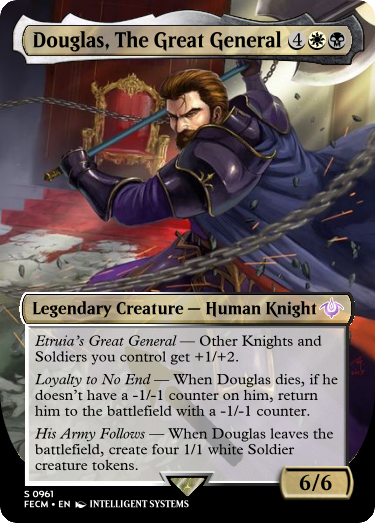 Douglas, The Great General 4
Legendary Creature — Human Knight
Etruia's Great General — Other Knights and
Soldiers you control get +1/+2.
Loyalty to No End — When Douglas dies, if he
doesn't have a -1/-1 counter on him, return
him to the battlefield with a -1/-1 counter.
His Army Follows — When Douglas leaves the
battlefield, create four 1/1 white Soldier
creature tokens.
6/6
S 0961
FECM • EN INTELLIGENT SYSTEMS